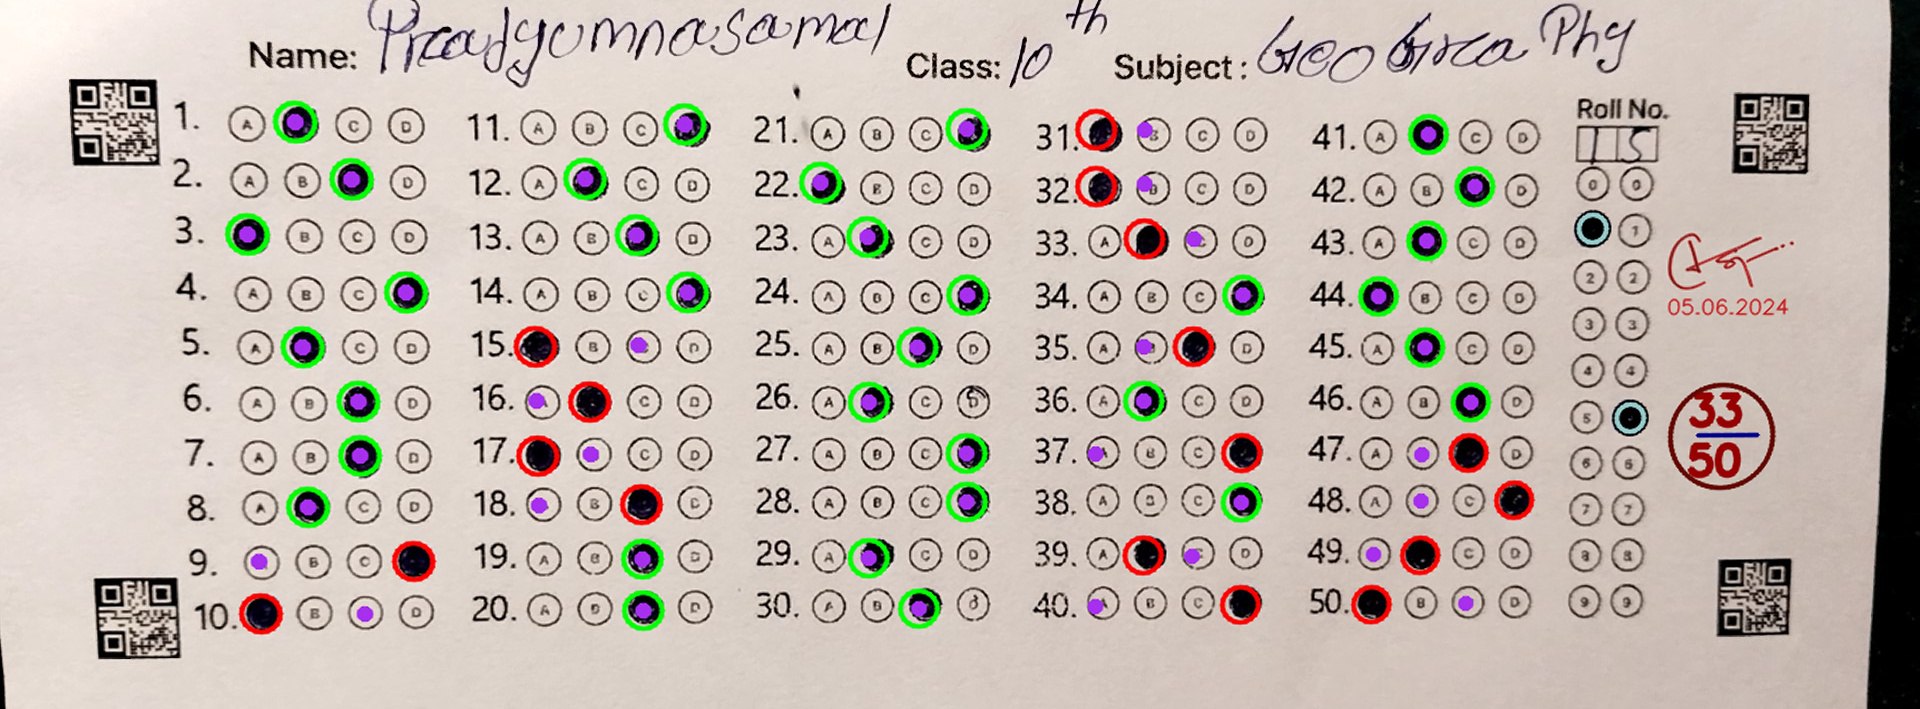 Name: Pradyumnasamal Class: 10th Subject: GeoGraPhy
1. A C D 11. A B C 21. A B C 31. B C D 41. A C D Roll No.
15
2. A B D 12. A C D 22. B C D 32. B C D 42. A B D 0 0
3. B C D 13. A B D 23. A C D 33. A C D 43. A C D 1
4. A B C 14. A B C 24. A B C 34. A B C 44. B C D 2 2
05.06.2024
5. A C D 15. B C D 25. A B D 35. A B D 45. A C D 3 3
6. A B D 16. A C D 26. A C D 36. A C D 46. A B D 4 4
33
50
7. A B D 17. B C D 27. A B C 37. A B C 47. A B D 5
8. A C D 18. A B D 28. A B C 38. A B C 48. A B C 6 6
7 7
9. A B C 19. A B D 29. A C D 39. A C D 49. A C D 8 8
10. B C D 20. A B D 30. A B D 40. A B C 50. B C D 9 9